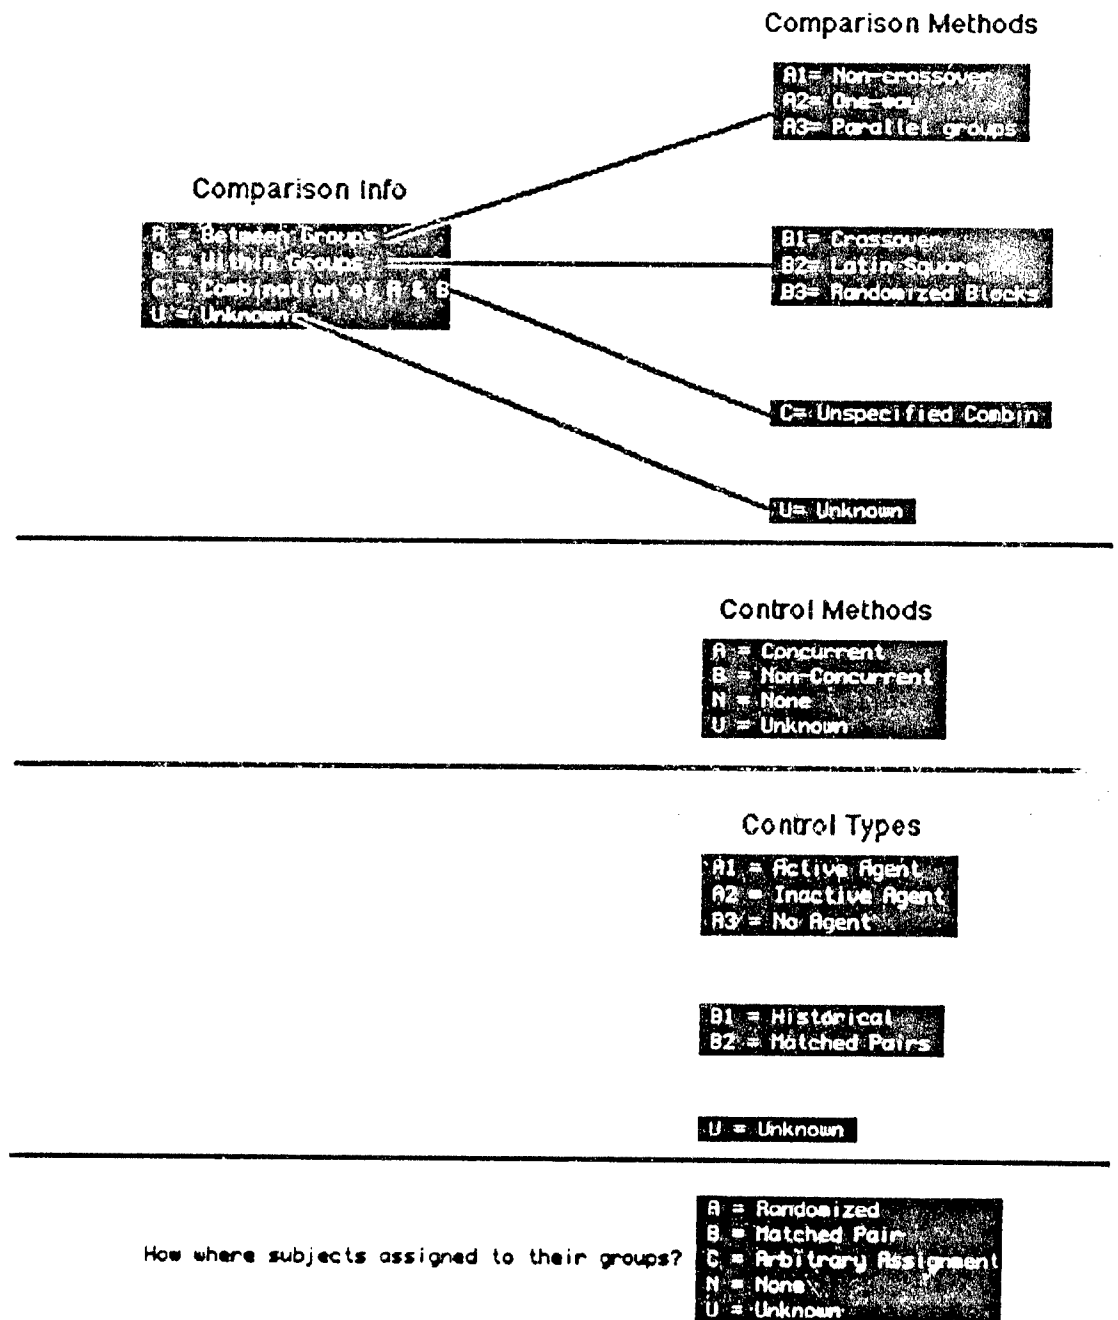 Comparison Methods
A1= Non-crossover
A2= One-way
A3= Parallel groups
Comparison Info
A = Between Groups
B = Within Groups
C = Combination of A & B
U = Unknown
B1= Crossover
B2= Latin-square
B3= Randomized Blocks
C= Unspecified Combin
U= Unknown
Control Methods
A = Concurrent
B = Non-Concurrent
N = None
U = Unknown
Control Types
A1 = Active Agent
A2 = Inactive Agent
A3 = No Agent
B1 = Historical
B2 = Matched Pairs
U = Unknown
How where subjects assigned to their groups?
A = Randomized
B = Matched Pair
C = Arbitrary Assignment
N = None
U = Unknown